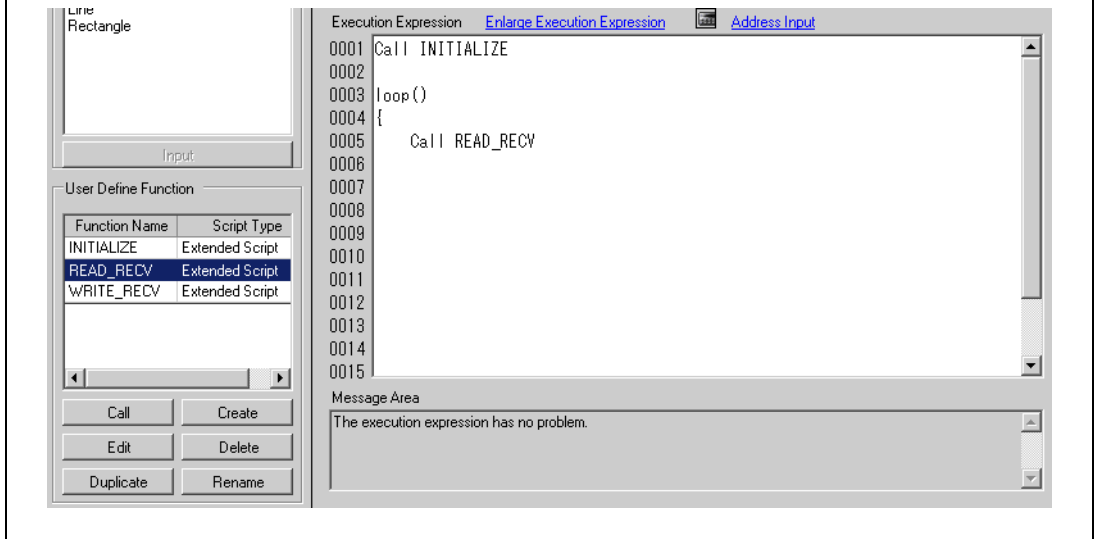 Line
Rectangle
Input
User Define Function
Function Name Script Type
INITIALIZE Extended Script
READ_RECV Extended Script
WRITE_RECV Extended Script
Call Create
Edit Delete
Duplicate Rename
Execution Expression Enlarge Execution Expression Address Input
0001 Call INITIALIZE
0002
0003 loop()
0004 {
0005 Call READ_RECV
0006
0007
0008
0009
0010
0011
0012
0013
0014
0015
Message Area
The execution expression has no problem.